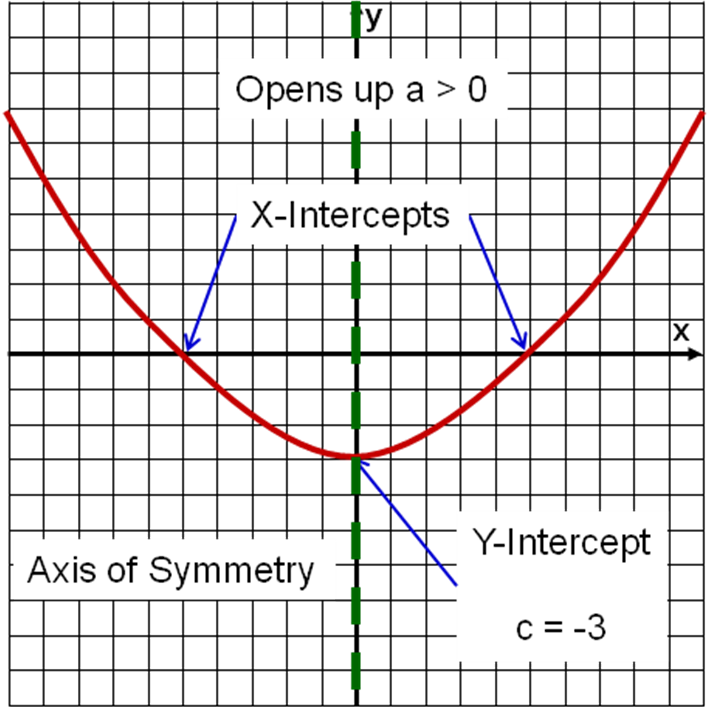 y
Opens up a > 0
X-Intercepts
x
Y-Intercept
Axis of Symmetry
c = -3